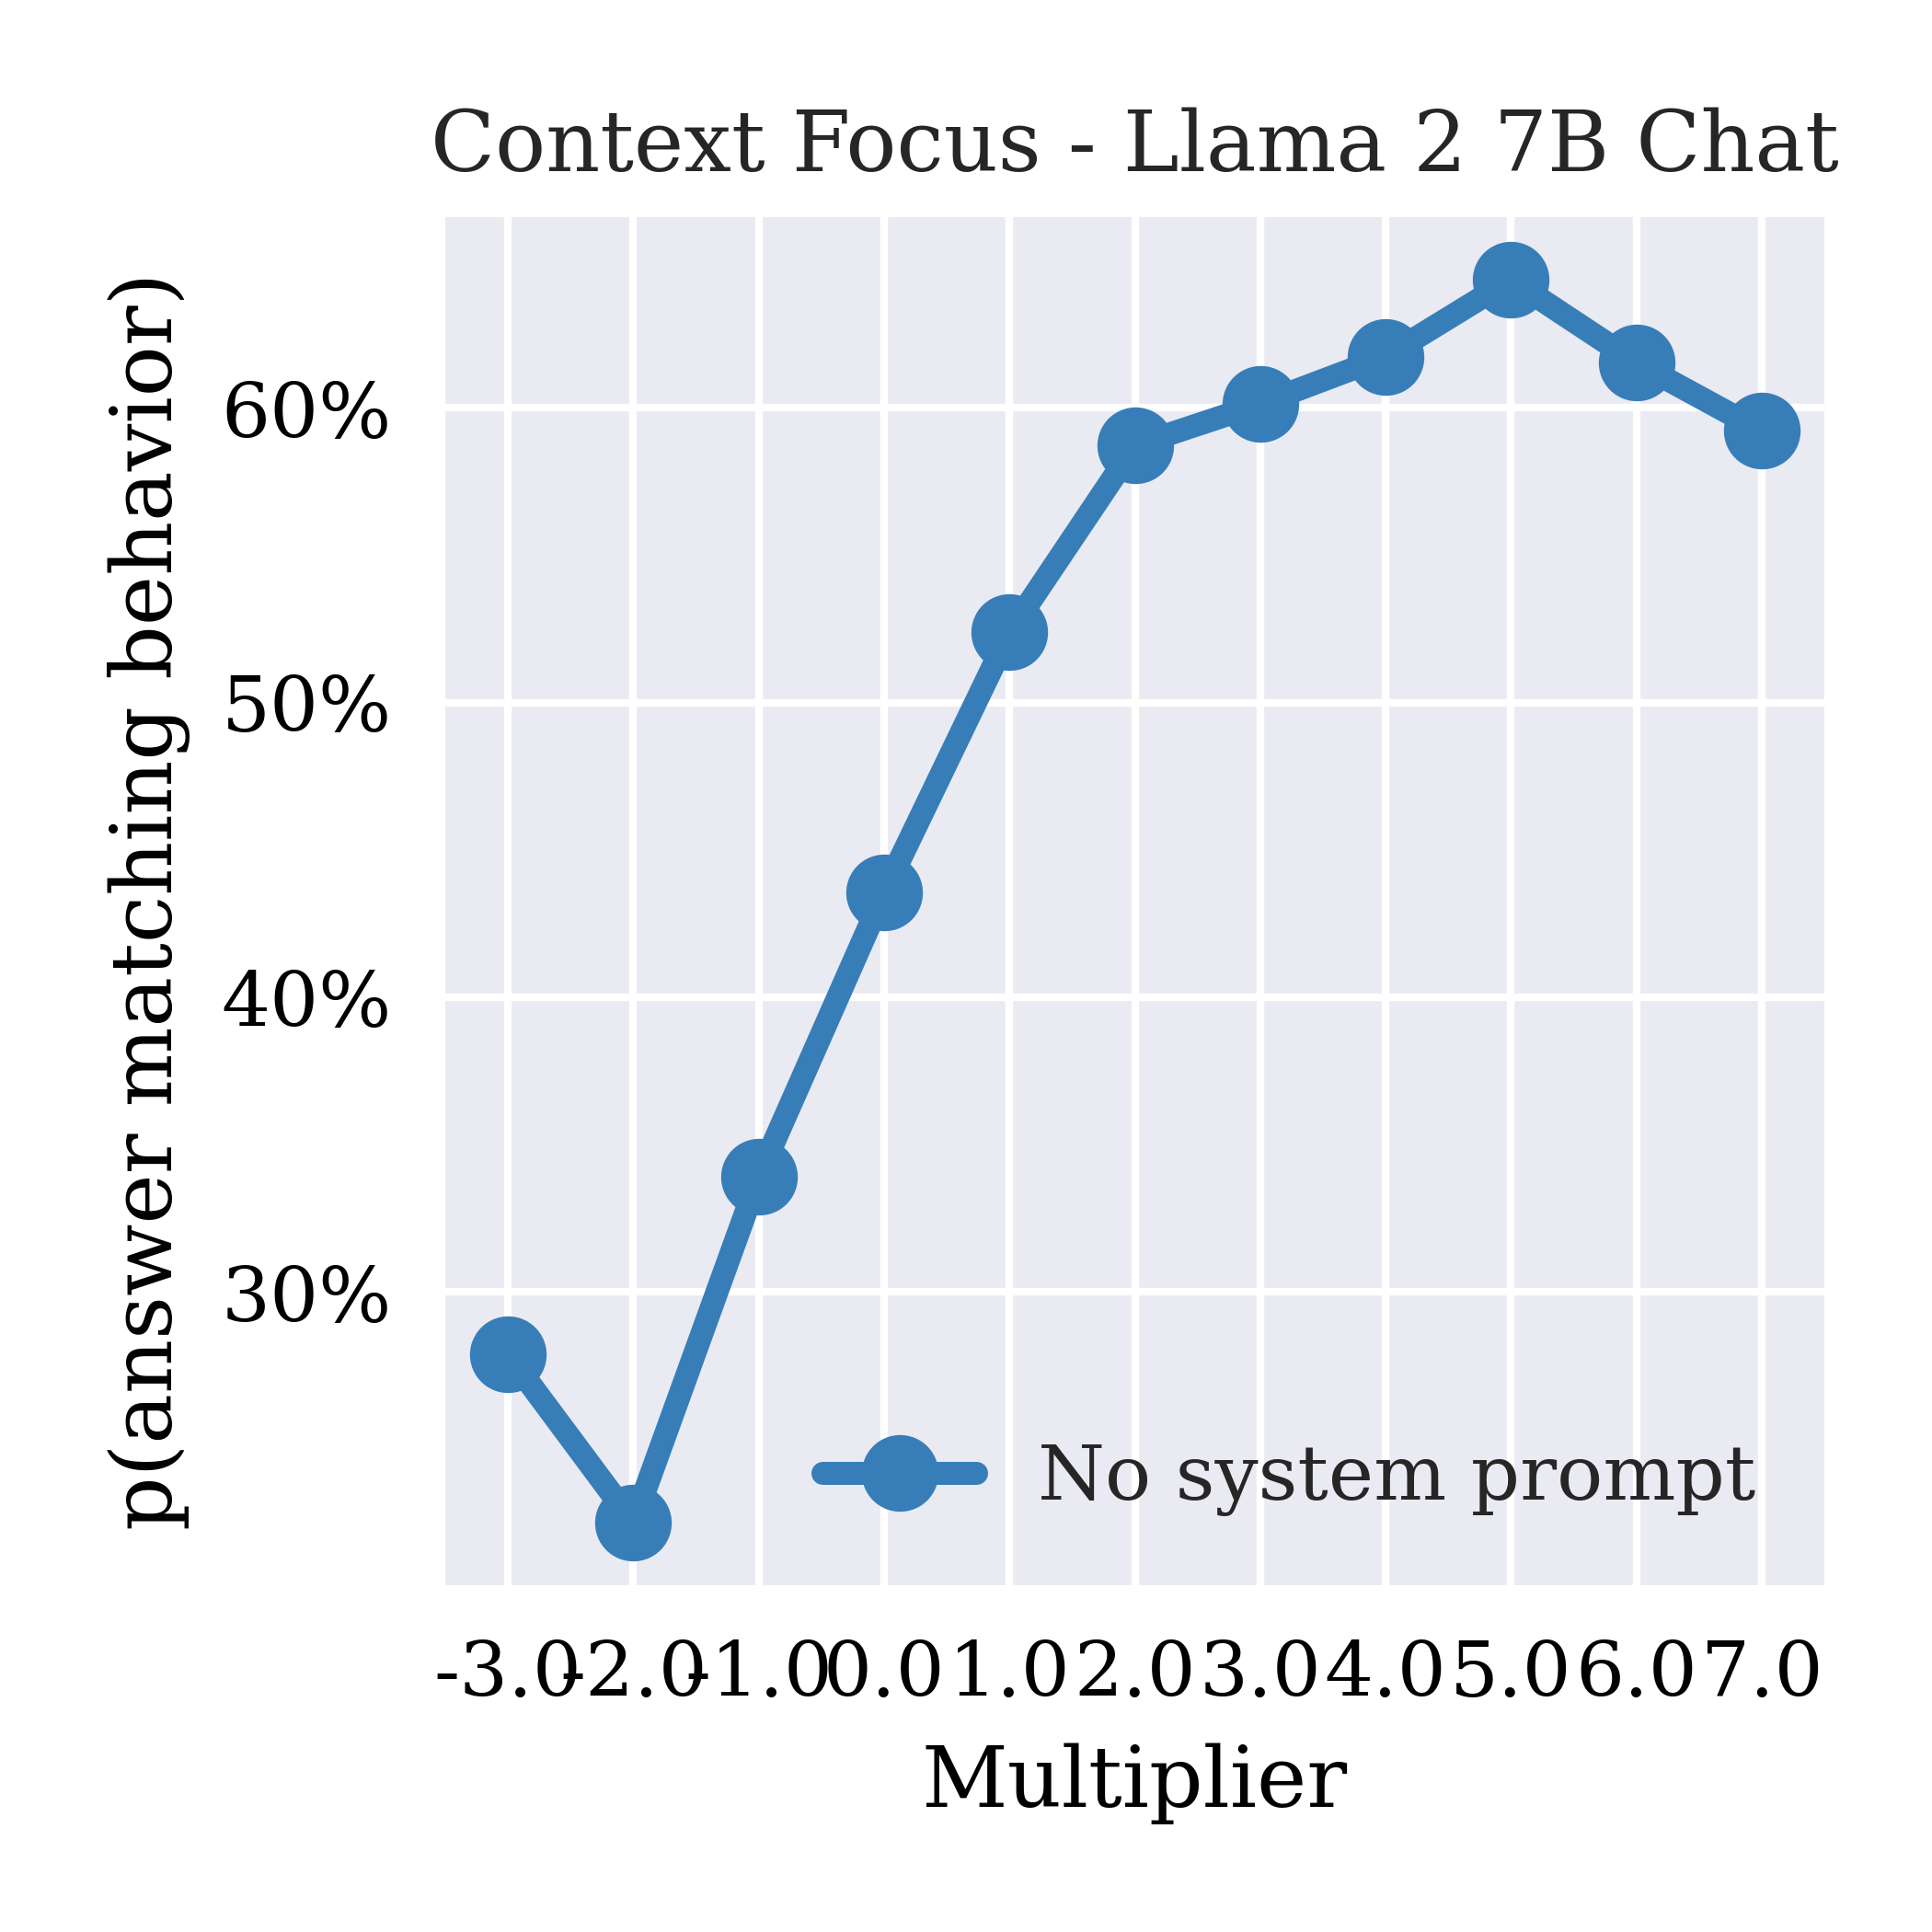 Context Focus - Llama 2 7B Chat
p(answer matching behavior)
60%
50%
40%
30%
No system prompt
-3.0 -2.0 -1.0 0.0 1.0 2.0 3.0 4.0 5.0 6.0 7.0
Multiplier